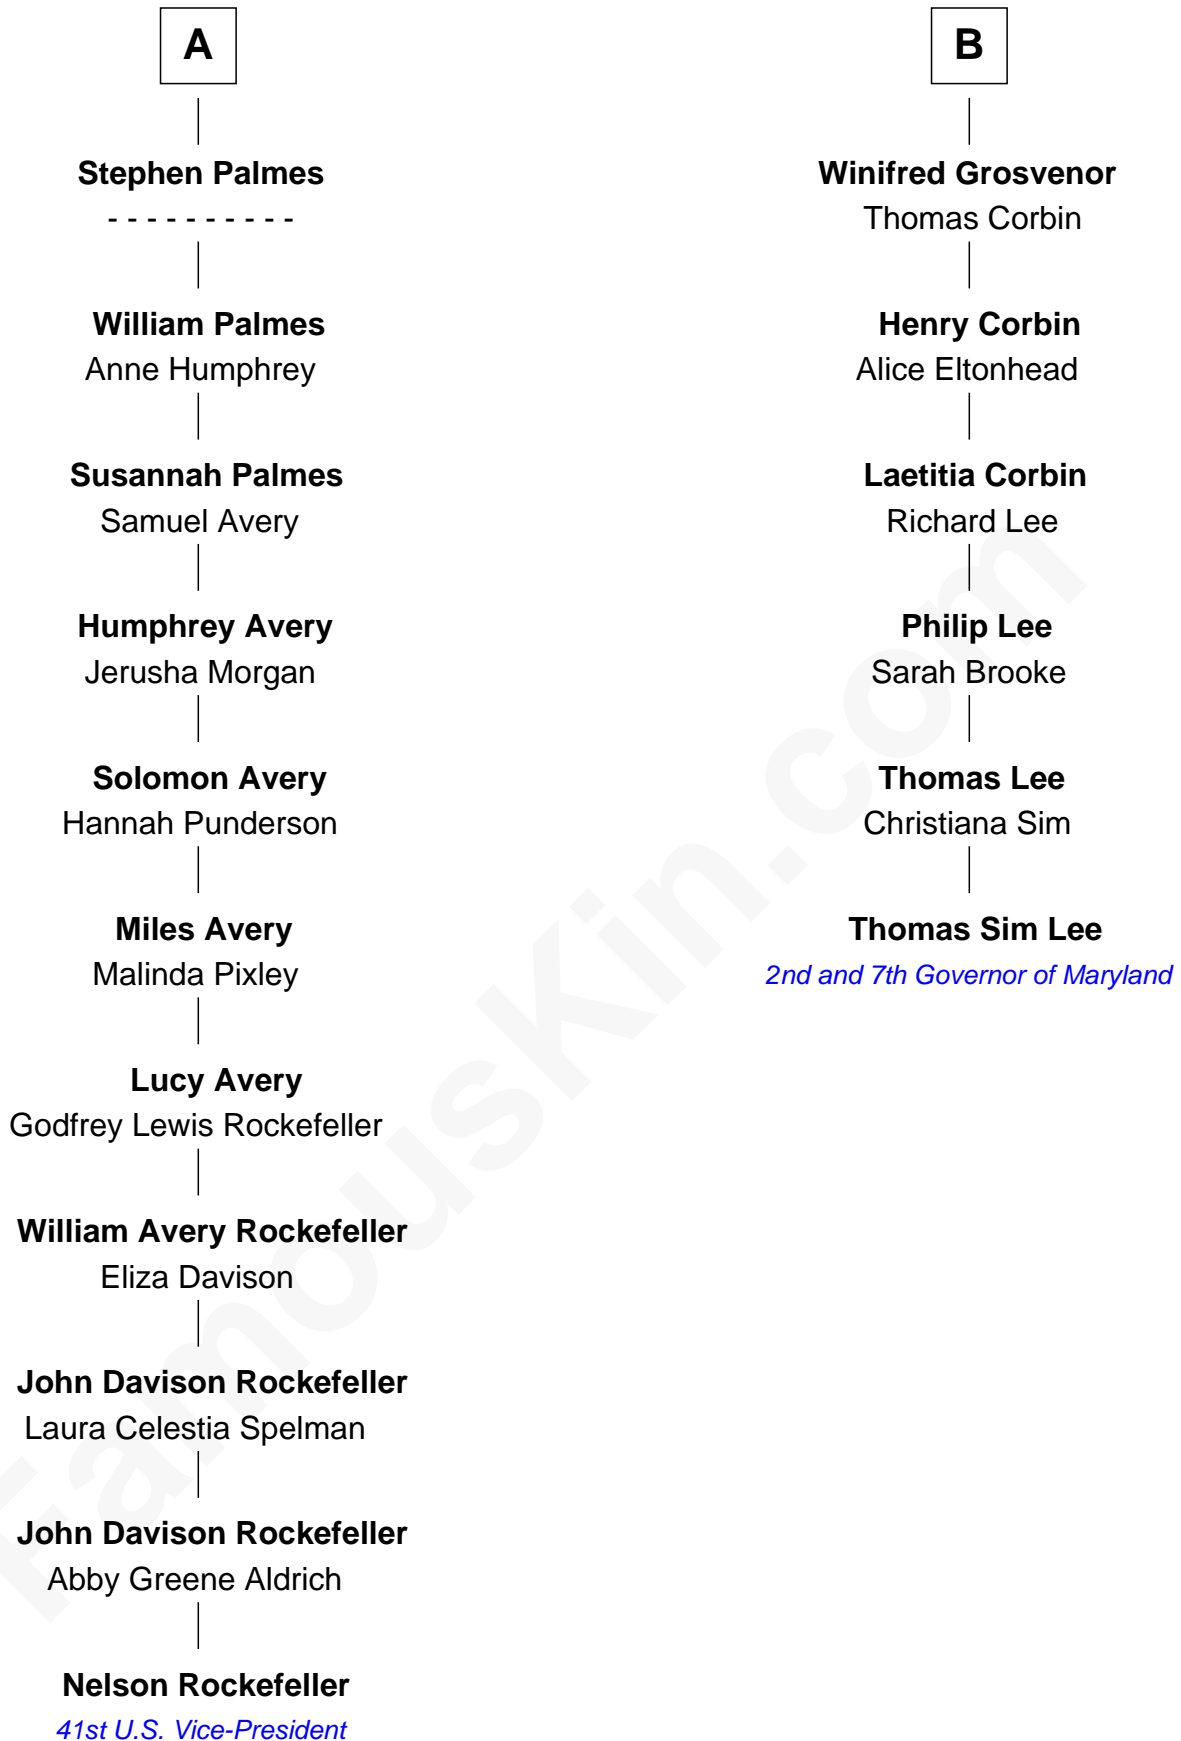 A
Stephen Palmes
- - - - - - - - - -
William Palmes
Anne Humphrey
Susannah Palmes
Samuel Avery
Humphrey Avery
Jerusha Morgan
Solomon Avery
Hannah Punderson
Miles Avery
Malinda Pixley
Lucy Avery
Godfrey Lewis Rockefeller
William Avery Rockefeller
Eliza Davison
John Davison Rockefeller
Laura Celestia Spelman
John Davison Rockefeller
Abby Greene Aldrich
Nelson Rockefeller
41st U.S. Vice-President
B
Winifred Grosvenor
Thomas Corbin
Henry Corbin
Alice Eltonhead
Laetitia Corbin
Richard Lee
Philip Lee
Sarah Brooke
Thomas Lee
Christiana Sim
Thomas Sim Lee
2nd and 7th Governor of Maryland
FamousKin.com